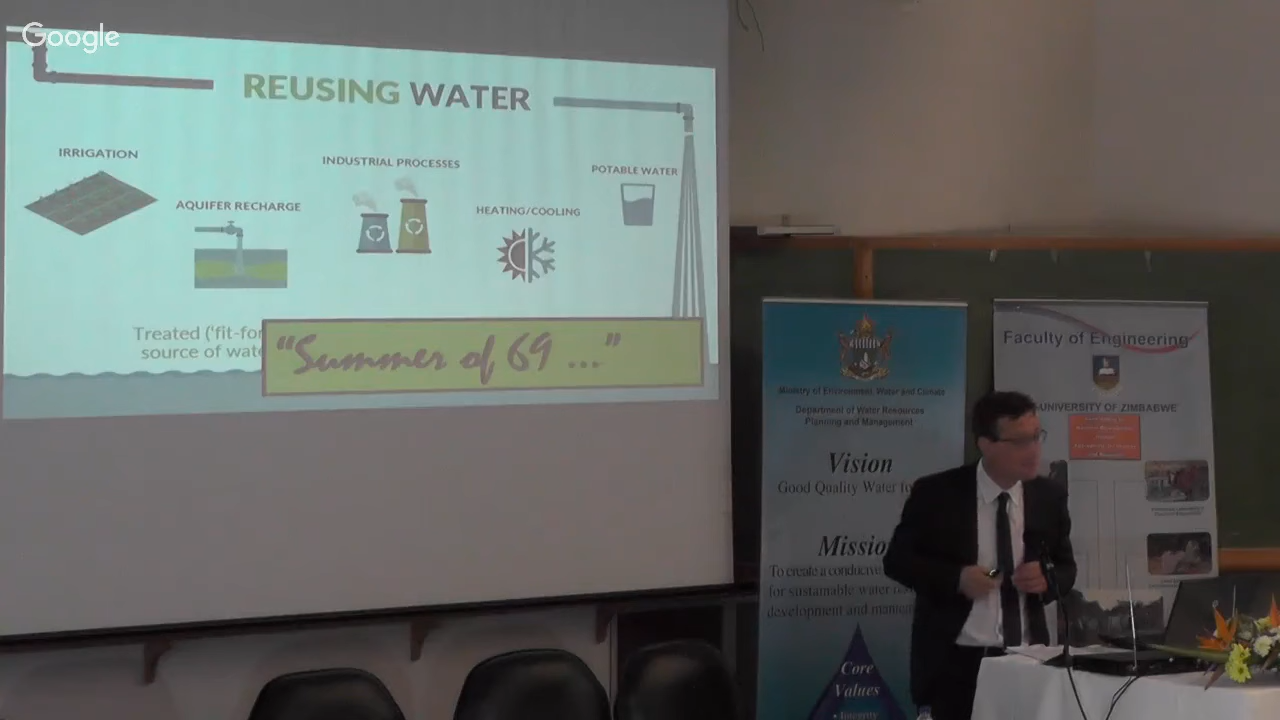 Google
REUSING WATER
IRRIGATION
INDUSTRIAL PROCESSES
POTABLE WATER
AQUIFER RECHARGE
HEATING/COOLING
Treated ('fit-for
source of wate
"Summer of 69 ..."
Ministry of Environment, Water and Climate
Department of Water Resources
Planning and Management
Vision
Good Quality Water fo
Missio
To create a conducive
for sustainable water
development and
Core
Values
• Integrity
Faculty of Engineering
UNIVERSITY OF ZIMBABWE